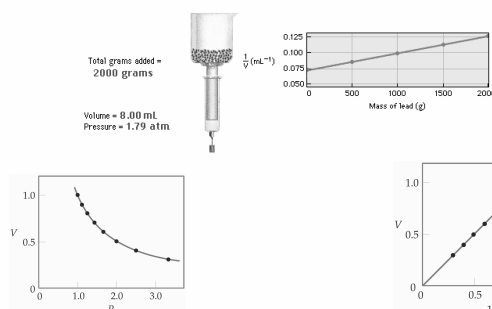 Total grams added =
2000 grams
Volume = 8.00 mL
Pressure = 1.79 atm
1/V (mL⁻¹)
0.125
0.100
0.075
0.050
0 500 1000 1500 2000
Mass of lead (g)
1.0
V
0.5
0
0 1.0 2.0 3.0
1.0
V
0.5
0 0.5